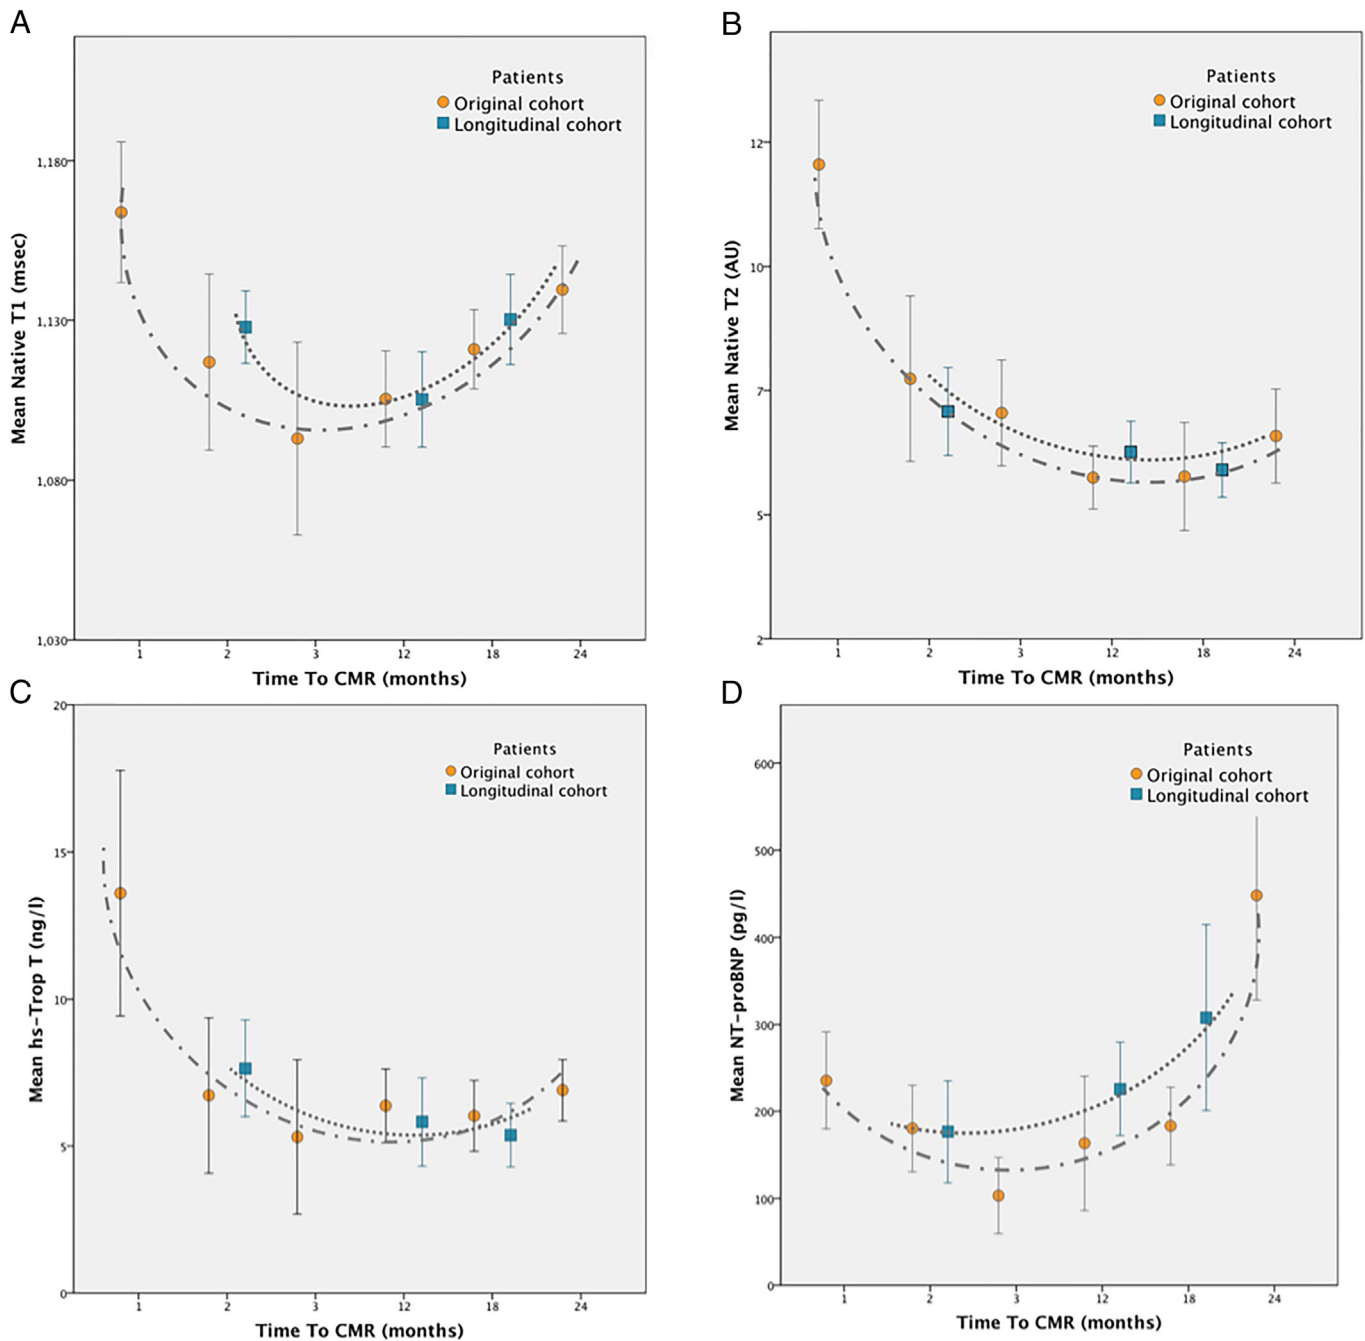 A
Patients
Original cohort
Longitudinal cohort
1,180
1,130
1,080
1,030
Mean Native T1 (msec)
1 2 3 12 18 24
Time To CMR (months)
B
Patients
Original cohort
Longitudinal cohort
12
10
7
5
2
Mean Native T2 (AU)
1 2 3 12 18 24
Time To CMR (months)
C
Patients
Original cohort
Longitudinal cohort
20
15
10
5
0
Mean hs-Trop T (ng/l)
1 2 3 12 18 24
Time To CMR (months)
D
Patients
Original cohort
Longitudinal cohort
600
500
400
300
200
100
0
Mean NT-proBNP (pg/l)
1 2 3 12 18 24
Time To CMR (months)